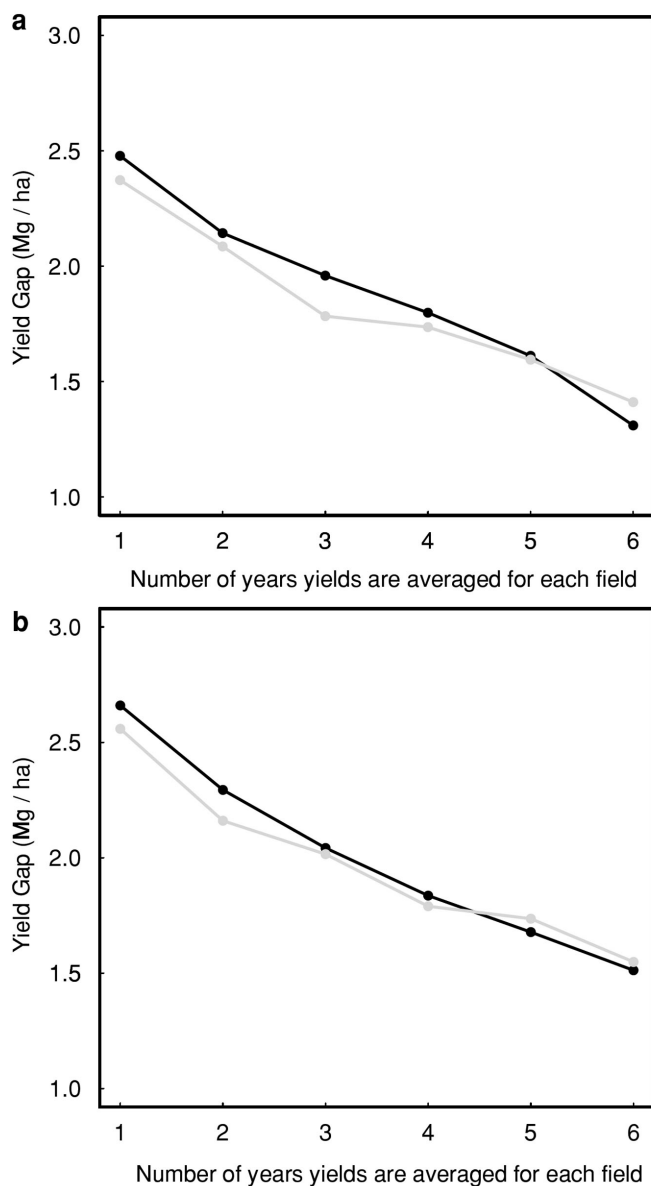 a
3.0
2.5
2.0
1.5
1.0
Yield Gap (Mg / ha)
1 2 3 4 5 6
Number of years yields are averaged for each field
b
3.0
2.5
2.0
1.5
1.0
Yield Gap (Mg / ha)
1 2 3 4 5 6
Number of years yields are averaged for each field